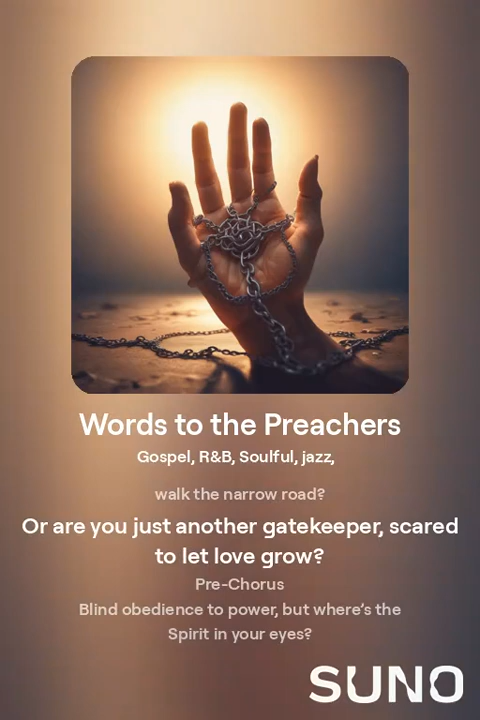 Words to the Preachers
Gospel, R&B, Soulful, jazz,
walk the narrow road?
Or are you just another gatekeeper, scared
to let love grow?
Pre-Chorus
Blind obedience to power, but where's the
Spirit in your eyes?
SUNO